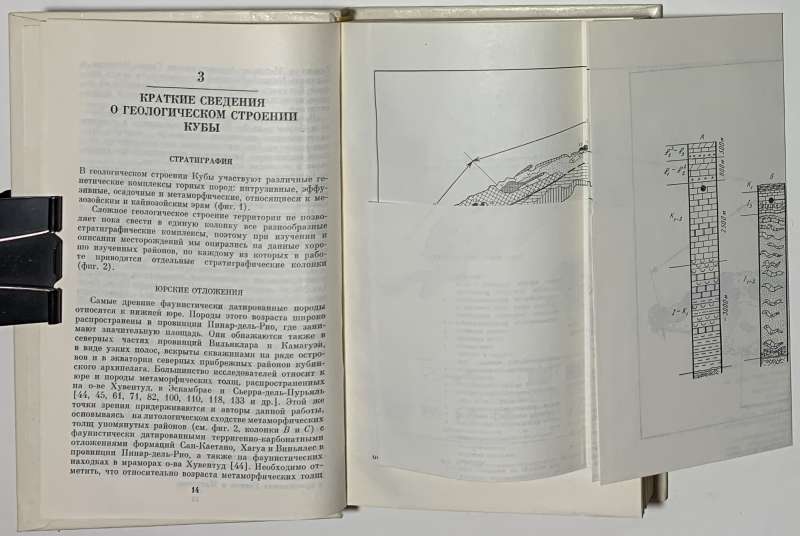 3
КРАТКИЕ СВЕДЕНИЯ
О ГЕОЛОГИЧЕСКОМ СТРОЕНИИ
КУБЫ
СТРАТИГРАФИЯ
В геологическом строении Кубы участвуют различные ге-
нетические комплексы горных пород: интрузивные, эффу-
зивные, осадочные и метаморфические, относящиеся к ме-
зозойским и кайнозойским эрам (фиг. 1).
Сложное геологическое строение территории не позво-
ляет пока свести в единую колонку все разнообразные
стратиграфические комплексы, поэтому при изучении и
описании месторождений мы опирались на данные хоро-
шо изученных районов, по каждому из которых в рабо-
те приводятся отдельные стратиграфические колонки
(фиг. 2).
ЮРСКИЕ ОТЛОЖЕНИЯ
Самые древние фаунистически датированные породы
относятся к нижней юре. Породы этого возраста широко
распространены в провинции Пинар-дель-Рио, где зани-
мают значительную площадь. Они обнажаются также в
северных частях провинций Вильяклара и Камагуэй,
в виде узких полос, вскрыты скважинами на ряде остро-
вов и в акватории северных прибрежных районов кубин-
ского архипелага. Большинство исследователей относит к
юре и породы метаморфических толщ, распространенных
на о-ве Хувентуд, в Эскамбрае и Сьерра-дель-Пурьяль
[44, 45, 61, 71, 82, 100, 110, 118, 133 и др.]. Этой же
точки зрения придерживаются и авторы данной работы,
основываясь на литологическом сходстве метаморфических
толщ упомянутых районов (см. фиг. 2, колонки В и С) с
фаунистически датированными терригенно-карбонатными
отложениями формаций Сан-Каетано, Хагуа и Виньялес в
провинции Пинар-дель-Рио, а также на фаунистических
находках в мраморах о-ва Хувентуд [44]. Необходимо от-
метить, что относительно возраста метаморфических толщ
14
А
Б